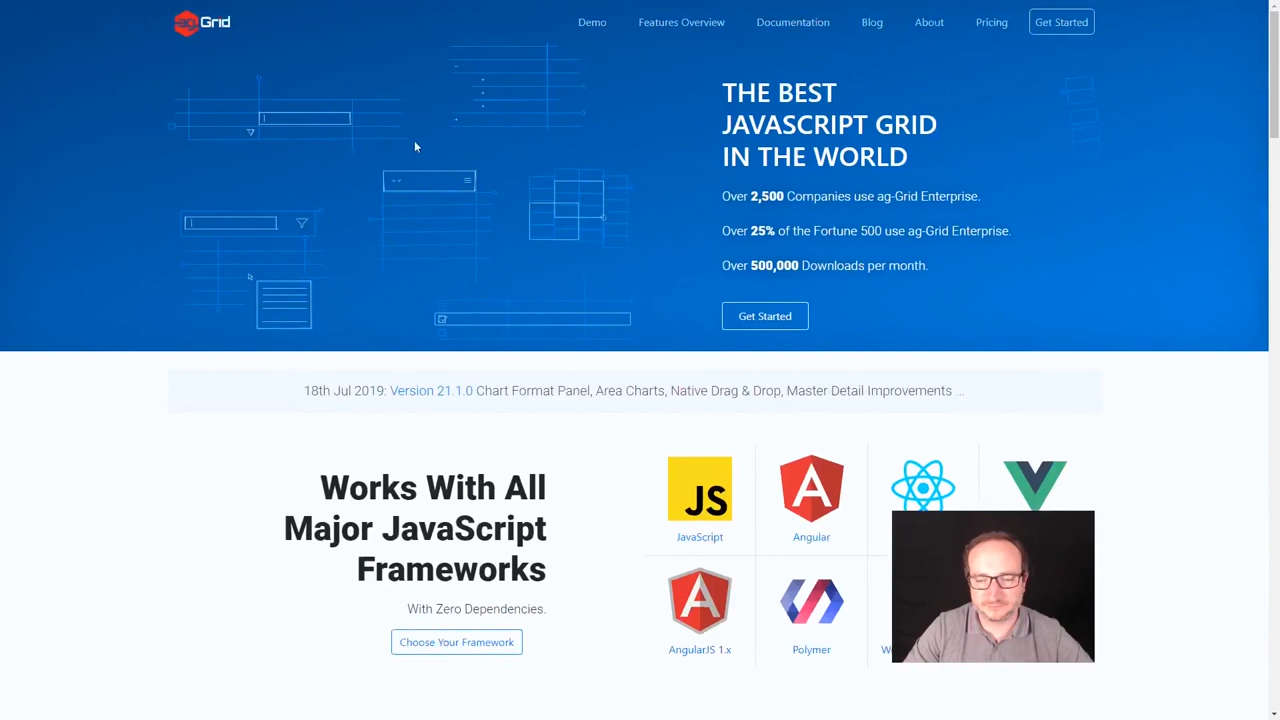 ag-Grid
Demo
Features Overview
Documentation
Blog
About
Pricing
Get Started
THE BEST
JAVASCRIPT GRID
IN THE WORLD
Over 2,500 Companies use ag-Grid Enterprise.
Over 25% of the Fortune 500 use ag-Grid Enterprise.
Over 500,000 Downloads per month.
Get Started
18th Jul 2019: Version 21.1.0 Chart Format Panel, Area Charts, Native Drag & Drop, Master Detail Improvements ...
Works With All
Major JavaScript
Frameworks
With Zero Dependencies.
Choose Your Framework
JS
JavaScript
Angular
AngularJS 1.x
Polymer